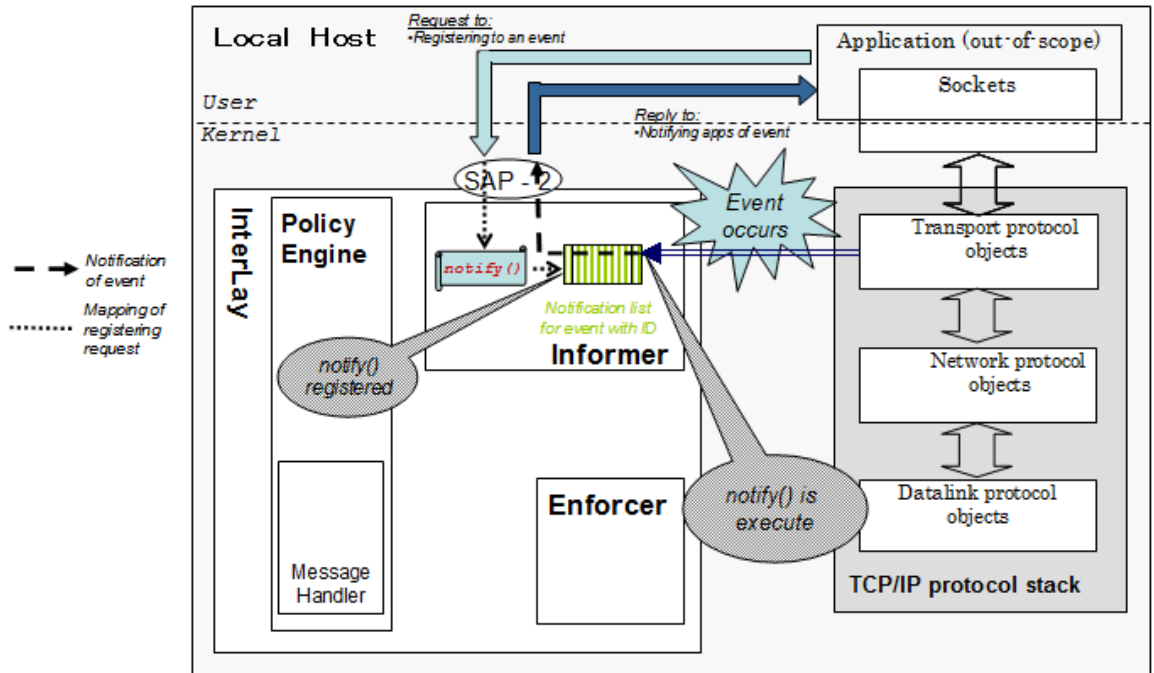 Local Host
Request to:
•Registering to an event
Application (out-of-scope)
Sockets
User
Kernel
Reply to:
•Notifying apps of event
SAP - 2
InterLay
Policy
Engine
Event
occurs
Transport protocol
objects
notify()
Notification
of event
Mapping of
registering
request
Notification list
for event with ID
Informer
notify()
registered
Network protocol
objects
Enforcer
notify() is
execute
Datalink protocol
objects
Message
Handler
TCP/IP protocol stack